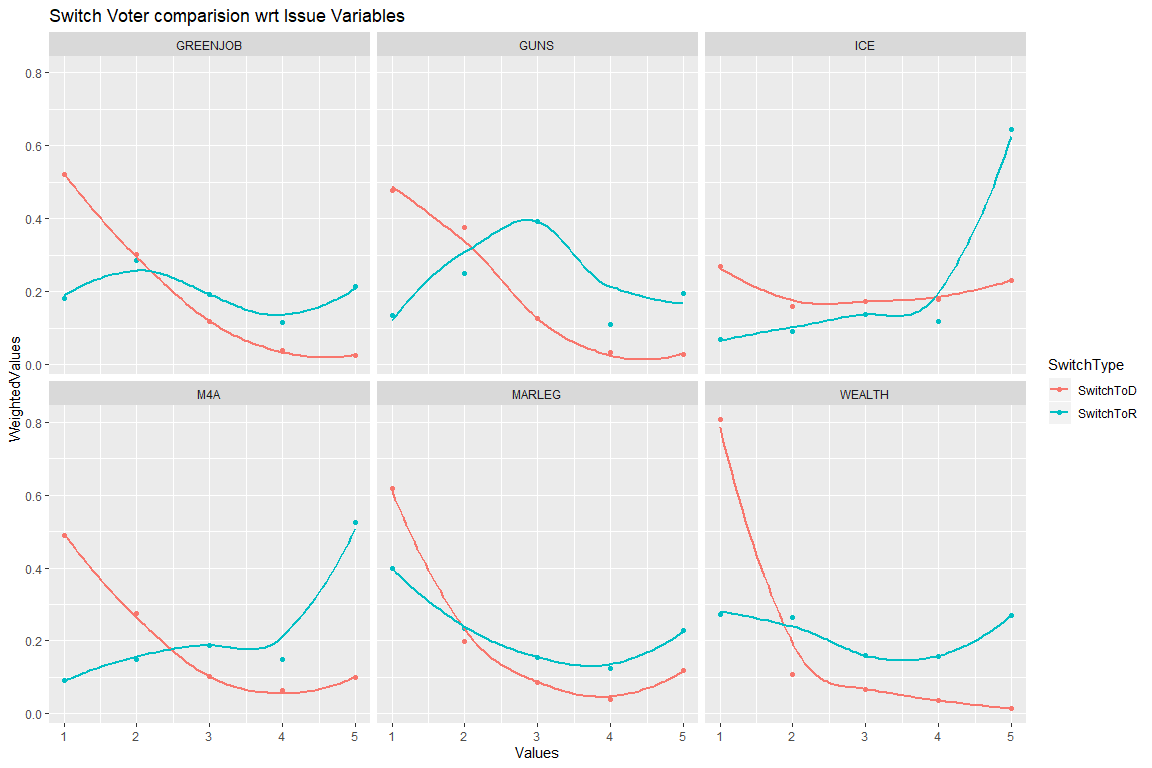 Switch Voter comparision wrt Issue Variables
GREENJOB GUNS ICE
0.8
0.6
0.4
0.2
0.0
M4A MARLEG WEALTH
0.8
0.6
0.4
0.2
0.0
1 2 3 4 5 1 2 3 4 5 1 2 3 4 5
Values
WeightedValues
SwitchType
SwitchToD
SwitchToR